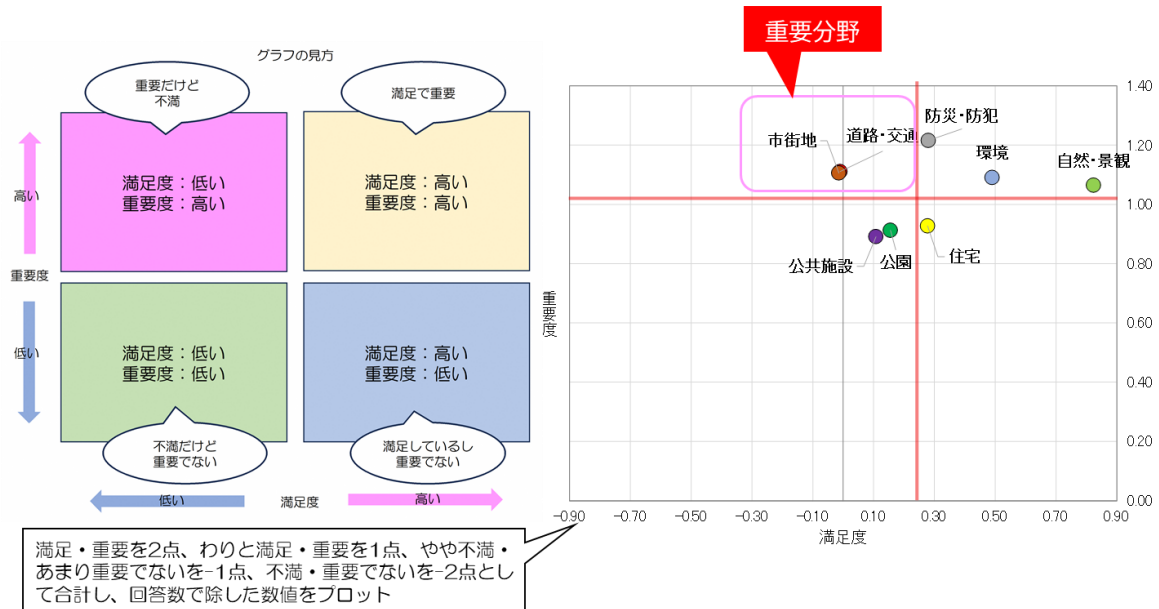 グラフの見方
重要だけど
不満
満足で重要
満足度：低い
重要度：高い
満足度：高い
重要度：高い
高い
重要度
低い
満足度：低い
重要度：低い
満足度：高い
重要度：低い
不満だけど
重要でない
満足しているし
重要でない
低い
満足度
高い
満足・重要を2点、わりと満足・重要を1点、やや不満・
あまり重要でないを-1点、不満・重要でないを-2点とし
て合計し、回答数で除した数値をプロット
重要分野
市街地
道路・交通
防災・防犯
環境
自然・景観
公共施設
公園
住宅
重要度
1.40
1.20
1.00
0.80
0.60
0.40
0.20
0.00
-0.90
-0.70
-0.50
-0.30
-0.10
0.10
0.30
0.50
0.70
0.90
満足度